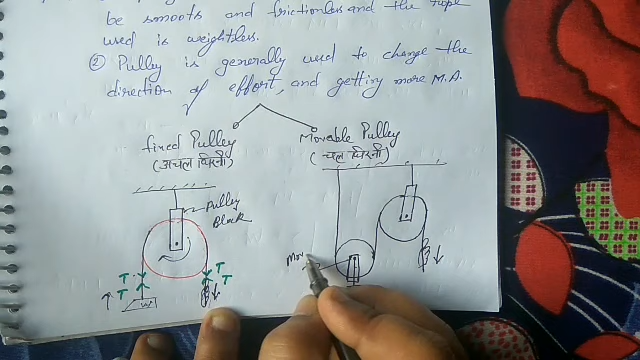 be smooth and frictionless and the rope
used is weightless.
② Pulley is generally used to change the
direction of effort, and getting more M.A.
fixed Pulley
(अचल घिरनी)
Movable Pulley
(चल घिरनी)
Pulley
Block
T T
T T
W
Mov